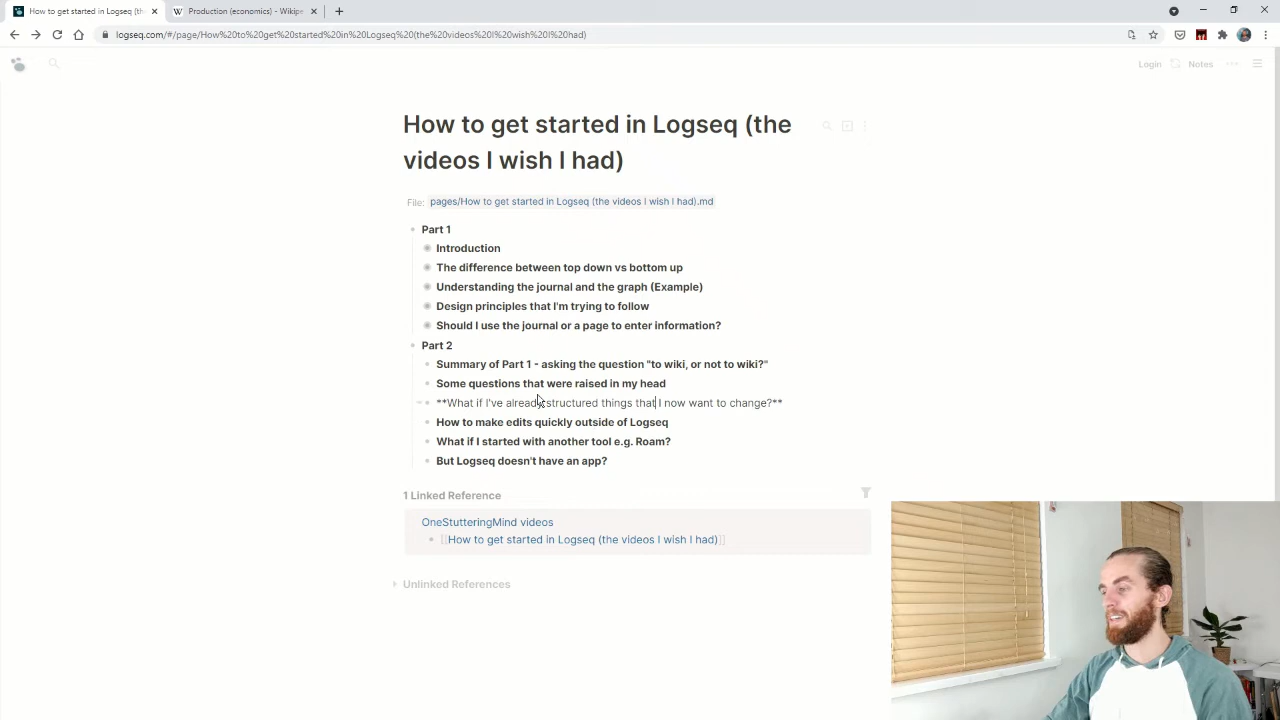 How to get started in Logseq (th
Production (economics) - Wikipe
logseq.com/#/page/How%20to%20get%20started%20in%20Logseq%20(the%20videos%20I%20wish%20I%20had)
Login
Notes
How to get started in Logseq (the
videos I wish I had)
File: pages/How to get started in Logseq (the videos I wish I had).md
Part 1
Introduction
The difference between top down vs bottom up
Understanding the journal and the graph (Example)
Design principles that I'm trying to follow
Should I use the journal or a page to enter information?
Part 2
Summary of Part 1 - asking the question "to wiki, or not to wiki?"
Some questions that were raised in my head
**What if I've already structured things that I now want to change?**
How to make edits quickly outside of Logseq
What if I started with another tool e.g. Roam?
But Logseq doesn't have an app?
1 Linked Reference
OneStutteringMind videos
[[How to get started in Logseq (the videos I wish I had)]]
Unlinked References